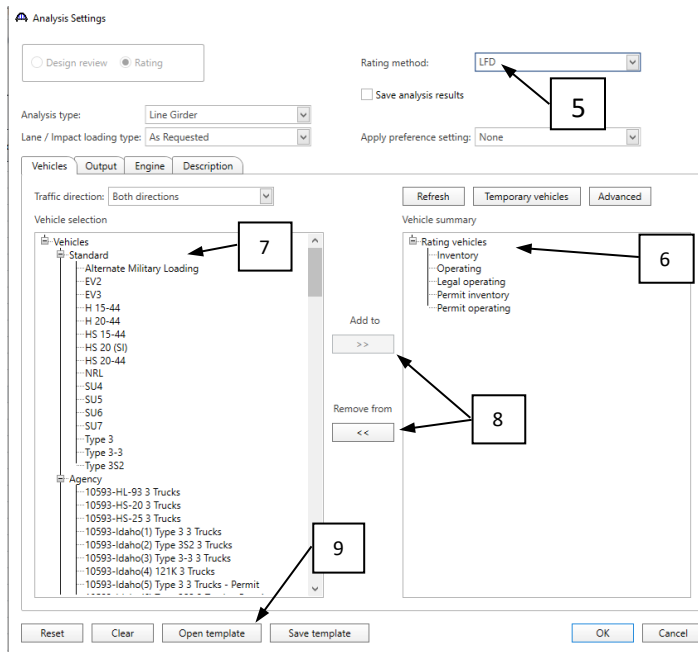 Analysis Settings
Design review Rating
Rating method: LFD
5
Save analysis results
Analysis type: Line Girder
Lane / Impact loading type: As Requested
Apply preference setting: None
Vehicles Output Engine Description
Traffic direction: Both directions
Refresh Temporary vehicles Advanced
Vehicle selection
Vehicle summary
Vehicles
Standard
Alternate Military Loading
EV2
EV3
H 15-44
H 20-44
HS 15-44
HS 20 (SI)
HS 20-44
NRL
SU4
SU5
SU6
SU7
Type 3
Type 3-3
Type 3S2
Agency
10593-HL-93 3 Trucks
10593-HS-20 3 Trucks
10593-HS-25 3 Trucks
10593-Idaho(1) Type 3 3 Trucks
10593-Idaho(2) Type 3S2 3 Trucks
10593-Idaho(3) Type 3-3 3 Trucks
10593-Idaho(4) 121K 3 Trucks
10593-Idaho(5) Type 3 3 Trucks - Permit
7
Add to
>>
Remove from
<<
8
Rating vehicles
Inventory
Operating
Legal operating
Permit inventory
Permit operating
6
9
Reset Clear Open template Save template OK Cancel